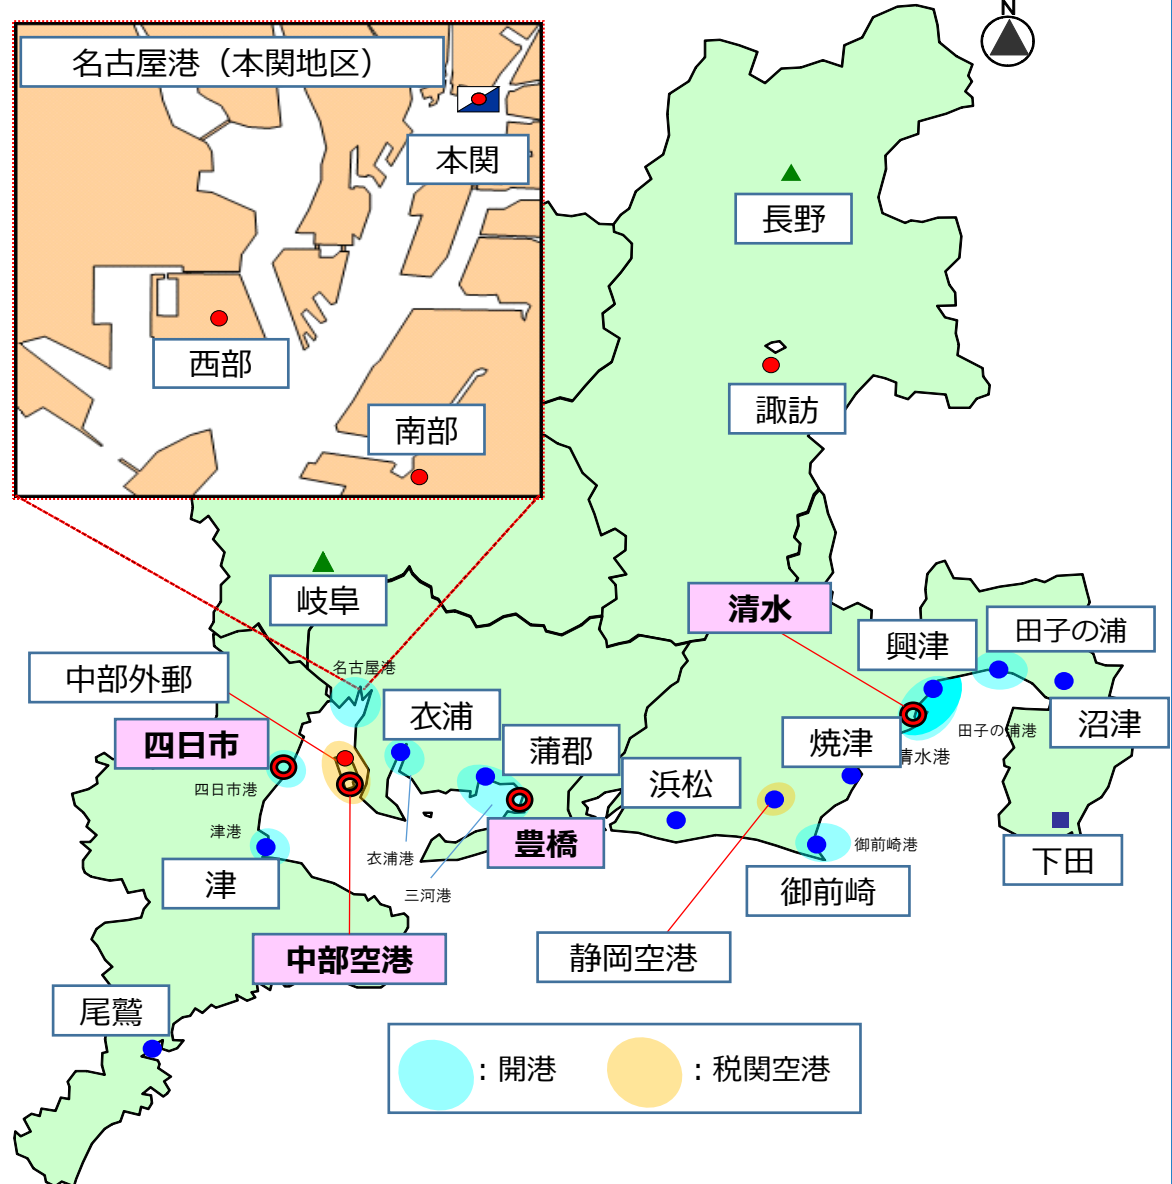 N
名古屋港（本関地区）
本関
長野
西部
諏訪
南部
岐阜
清水
田子の浦
興津
中部外郵
名古屋港
衣浦
沼津
田子の浦港
四日市
蒲郡
焼津
清水港
浜松
四日市港
津港
豊橋
御前崎港
衣浦港
下田
津
三河港
御前崎
中部空港
静岡空港
尾鷲
：開港
：税関空港